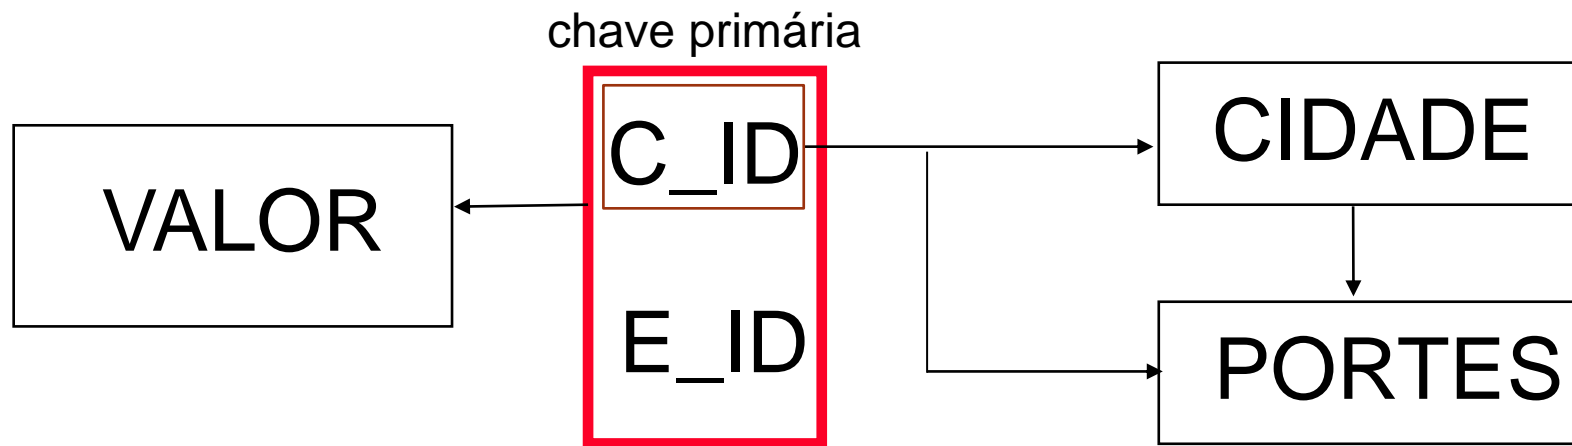 chave primária
VALOR
C_ID
E_ID
CIDADE
PORTES